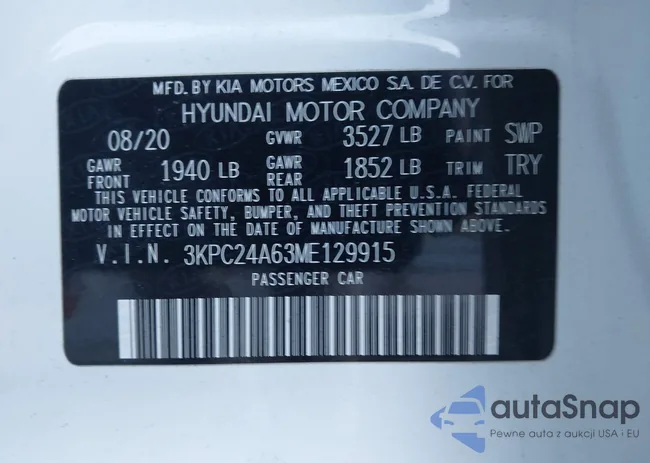 MFD. BY KIA MOTORS MEXICO S.A. DE C.V. FOR
HYUNDAI MOTOR COMPANY
08/20 GVWR 3527 LB PAINT SWP
GAWR FRONT 1940 LB GAWR REAR 1852 LB TRIM TRY
THIS VEHICLE CONFORMS TO ALL APPLICABLE U.S.A. FEDERAL
MOTOR VEHICLE SAFETY, BUMPER, AND THEFT PREVENTION STANDARDS
IN EFFECT ON THE DATE OF MANUFACTURE SHOWN ABOVE.
V.I.N. 3KPC24A63ME129915
PASSENGER CAR
autaSnap
Pewne auta z aukcji USA i EU